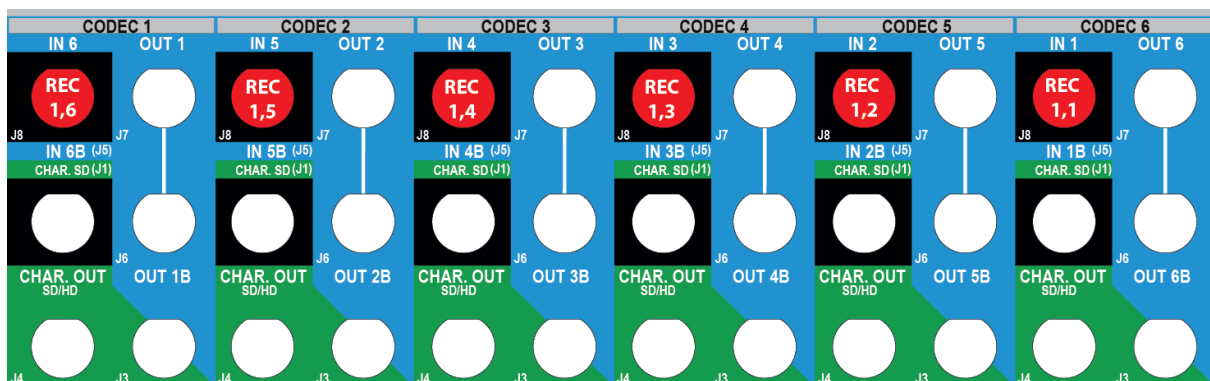 CODEC 1 CODEC 2 CODEC 3 CODEC 4 CODEC 5 CODEC 6
IN 6 OUT 1 IN 5 OUT 2 IN 4 OUT 3 IN 3 OUT 4 IN 2 OUT 5 IN 1 OUT 6
REC REC REC REC REC REC
1,6 1,5 1,4 1,3 1,2 1,1
J8 J7 J8 J7 J8 J7 J8 J7 J8 J7 J8 J7
IN 6B (J5) IN 5B (J5) IN 4B (J5) IN 3B (J5) IN 2B (J5) IN 1B (J5)
CHAR. SD (J1) CHAR. SD (J1) CHAR. SD (J1) CHAR. SD (J1) CHAR. SD (J1) CHAR. SD (J1)
J6 J6 J6 J6 J6 J6
CHAR. OUT OUT 1B CHAR. OUT OUT 2B CHAR. OUT OUT 3B CHAR. OUT OUT 4B CHAR. OUT OUT 5B CHAR. OUT OUT 6B
SD/HD SD/HD SD/HD SD/HD SD/HD SD/HD
J4 J3 J4 J3 J4 J3 J4 J3 J4 J3 J4 J3